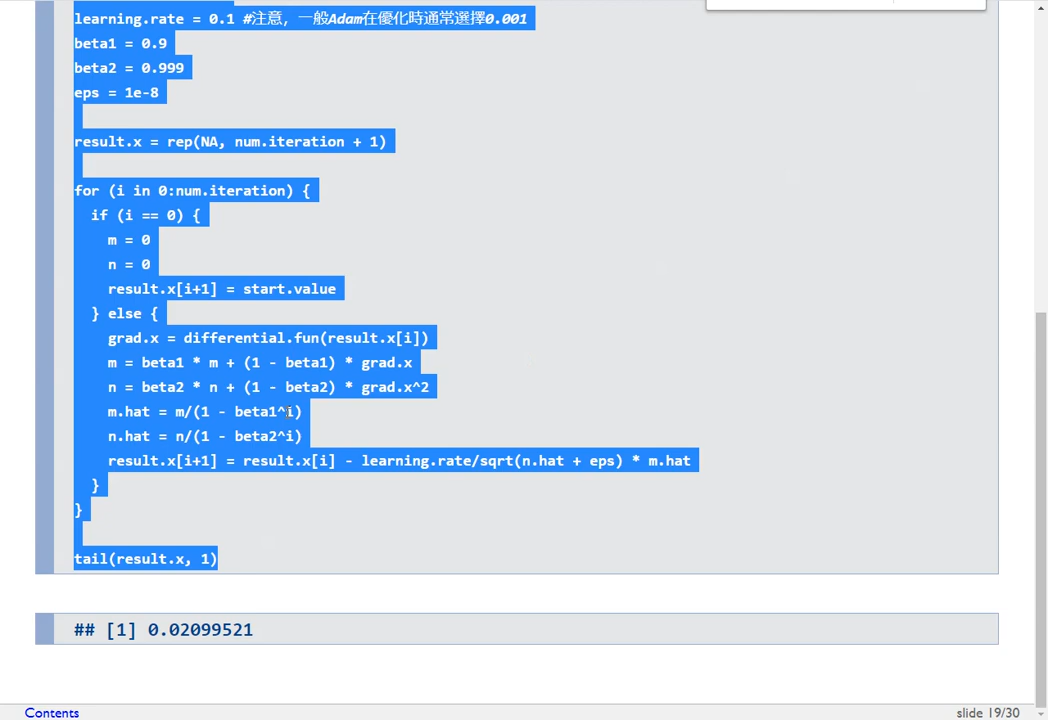 learning.rate = 0.1 #注意, 一般Adam在優化時通常選擇0.001
beta1 = 0.9
beta2 = 0.999
eps = 1e-8
result.x = rep(NA, num.iteration + 1)
for (i in 0:num.iteration) {
if (i == 0) {
m = 0
n = 0
result.x[i+1] = start.value
} else {
grad.x = differential.fun(result.x[i])
m = beta1 * m + (1 - beta1) * grad.x
n = beta2 * n + (1 - beta2) * grad.x^2
m.hat = m/(1 - beta1^i)
n.hat = n/(1 - beta2^i)
result.x[i+1] = result.x[i] - learning.rate/sqrt(n.hat + eps) * m.hat
}
}
tail(result.x, 1)
## [1] 0.02099521
Contents
slide 19/30